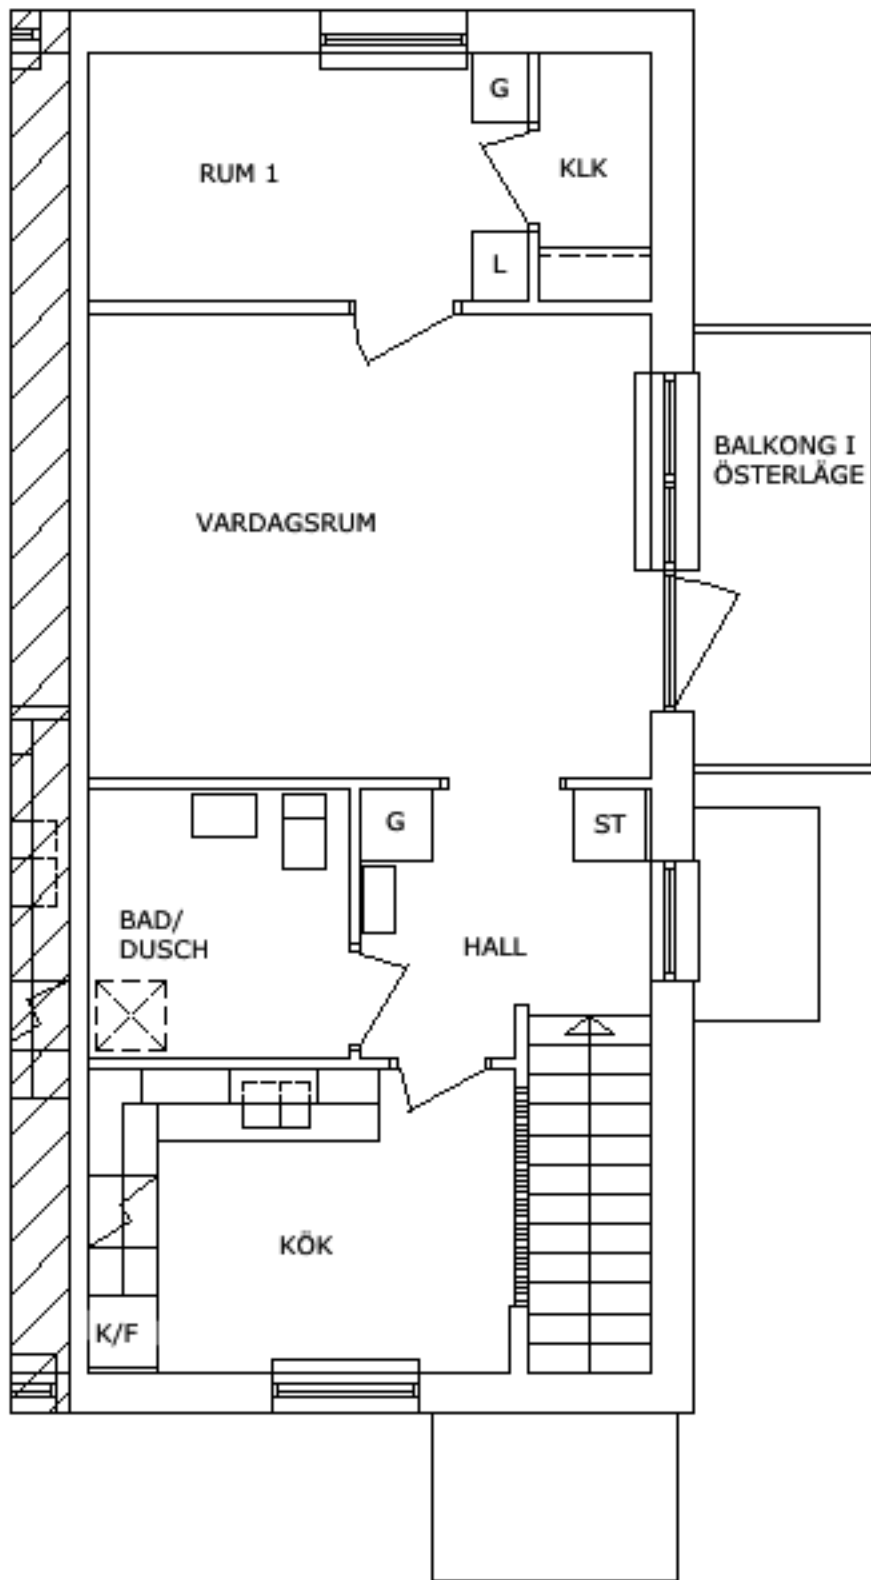 G
RUM 1
KLK
L
BALKONG I
ÖSTERLÄGE
VARDAGSRUM
G
ST
BAD/
DUSCH
HALL
KÖK
K/F